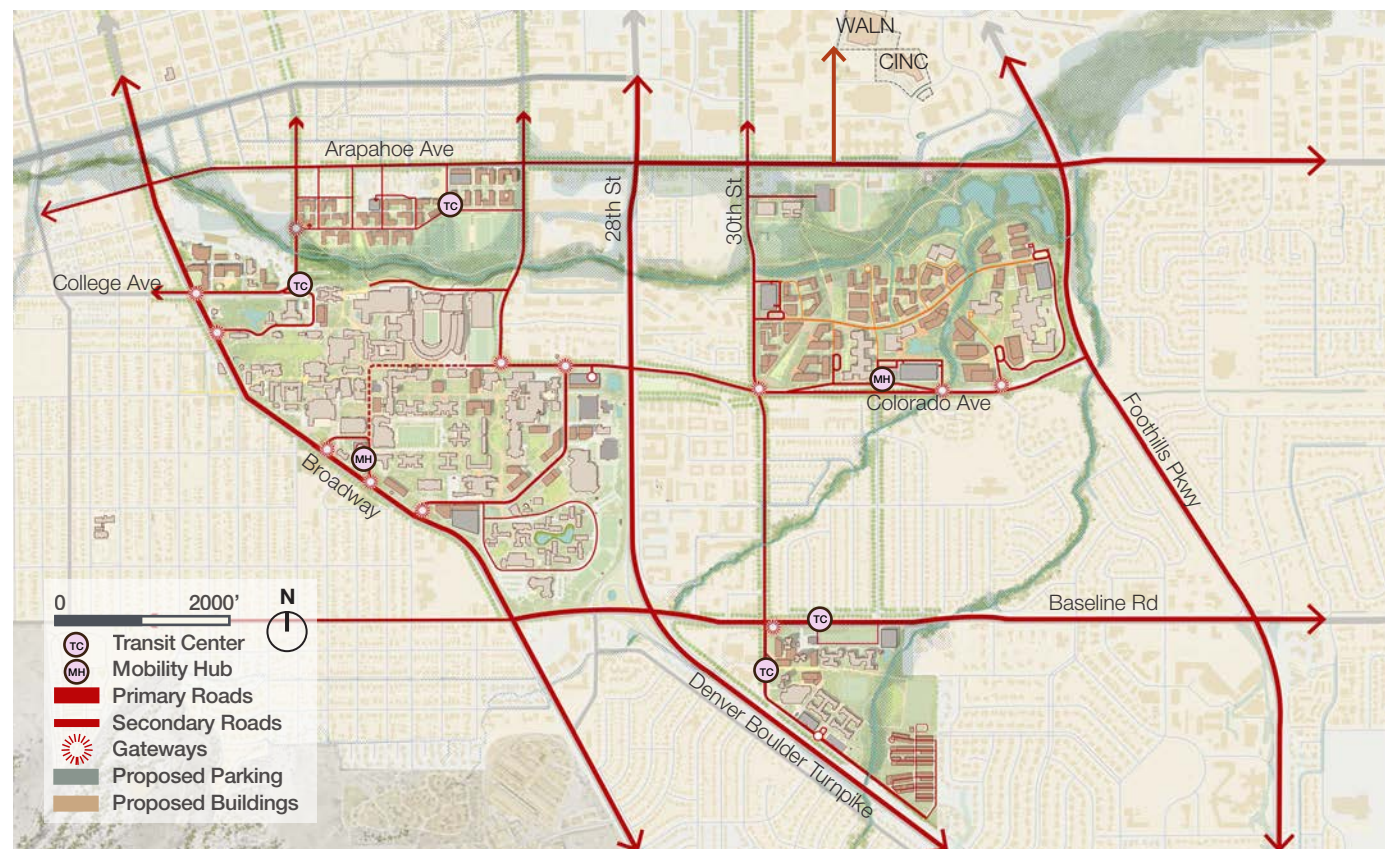 WALN
CINC
Arapahoe Ave
28th St
30th St
TC
College Ave
TC
MH
Colorado Ave
Foothills Pkwy
MH
Broadway
Baseline Rd
TC
TC
Denver Boulder Turnpike
0 2000’ N
TC Transit Center
MH Mobility Hub
Primary Roads
Secondary Roads
Gateways
Proposed Parking
Proposed Buildings